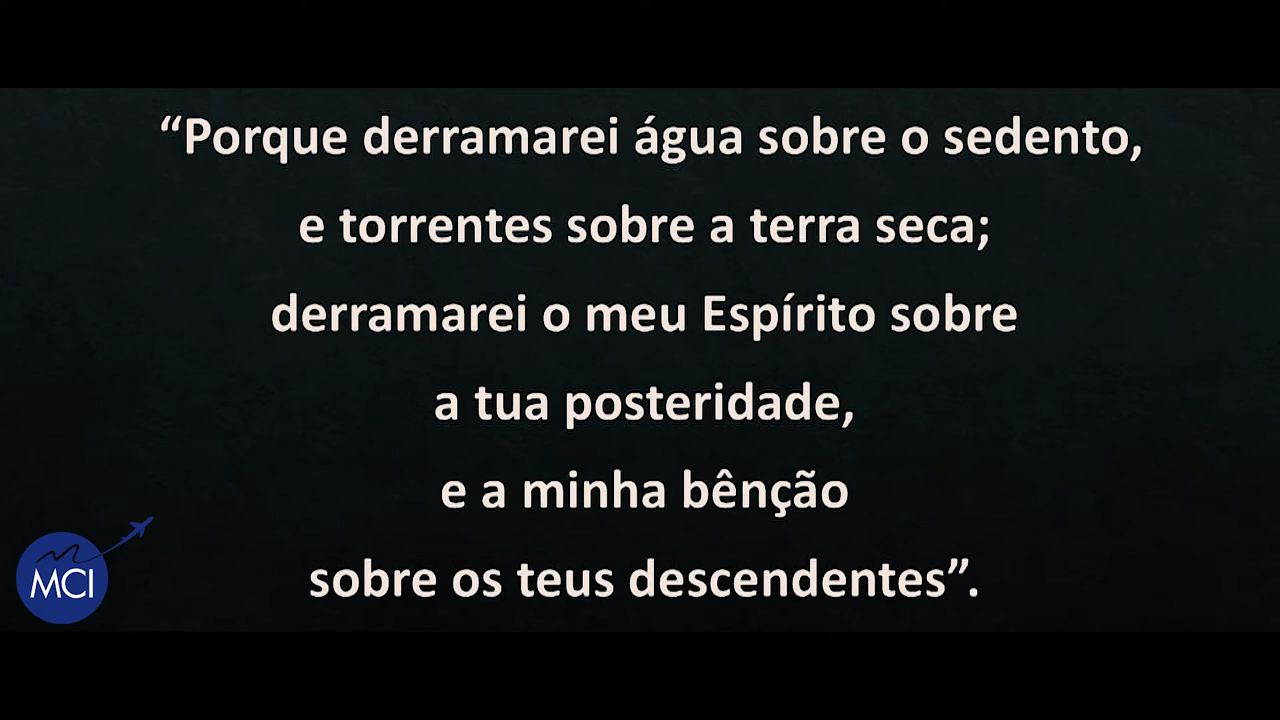 “Porque derramarei água sobre o sedento,
e torrentes sobre a terra seca;
derramarei o meu Espírito sobre
a tua posteridade,
e a minha bênção
sobre os teus descendentes”.
MCI